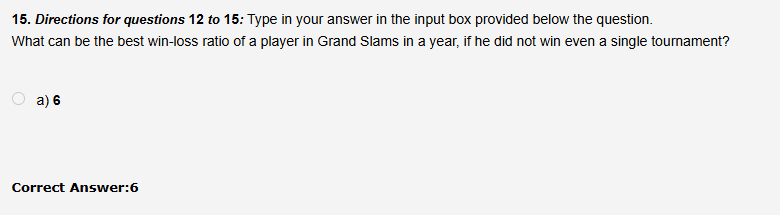 15. Directions for questions 12 to 15: Type in your answer in the input box provided below the question.
What can be the best win-loss ratio of a player in Grand Slams in a year, if he did not win even a single tournament?
a) 6
Correct Answer:6